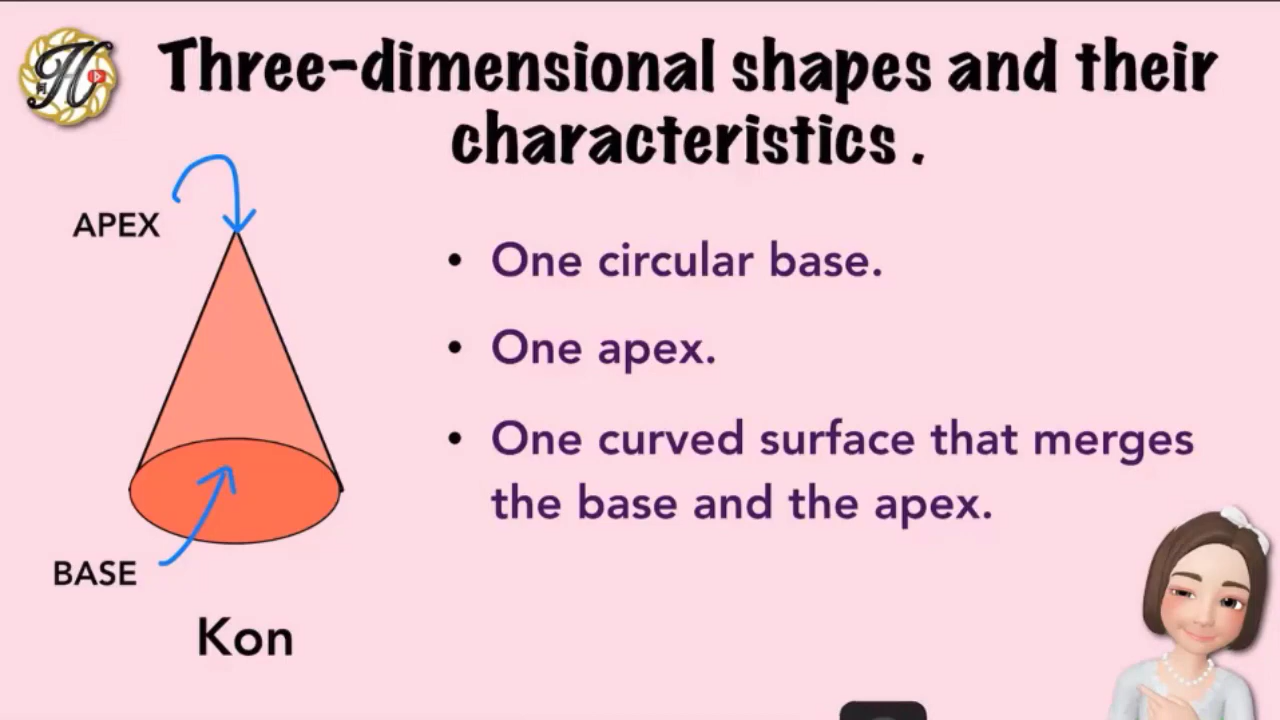 Three-dimensional shapes and their
characteristics .
APEX
• One circular base.
• One apex.
• One curved surface that merges
the base and the apex.
BASE
Kon